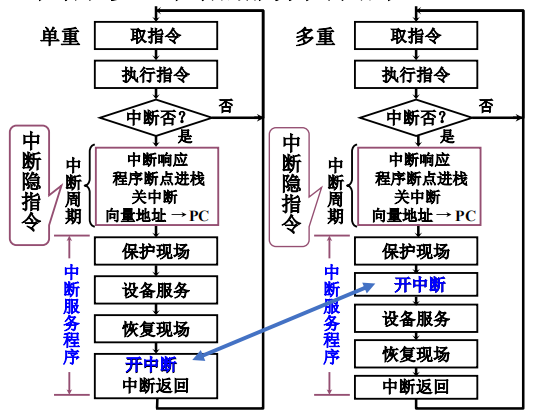 单重
取指令
执行指令
中断否？
否
是
中断隐指令
中断周期
中断响应
程序断点进栈
关中断
向量地址 → PC
中断服务程序
保护现场
设备服务
恢复现场
开中断
中断返回
多重
取指令
执行指令
中断否？
否
是
中断隐指令
中断周期
中断响应
程序断点进栈
关中断
向量地址 → PC
中断服务程序
保护现场
开中断
设备服务
恢复现场
中断返回